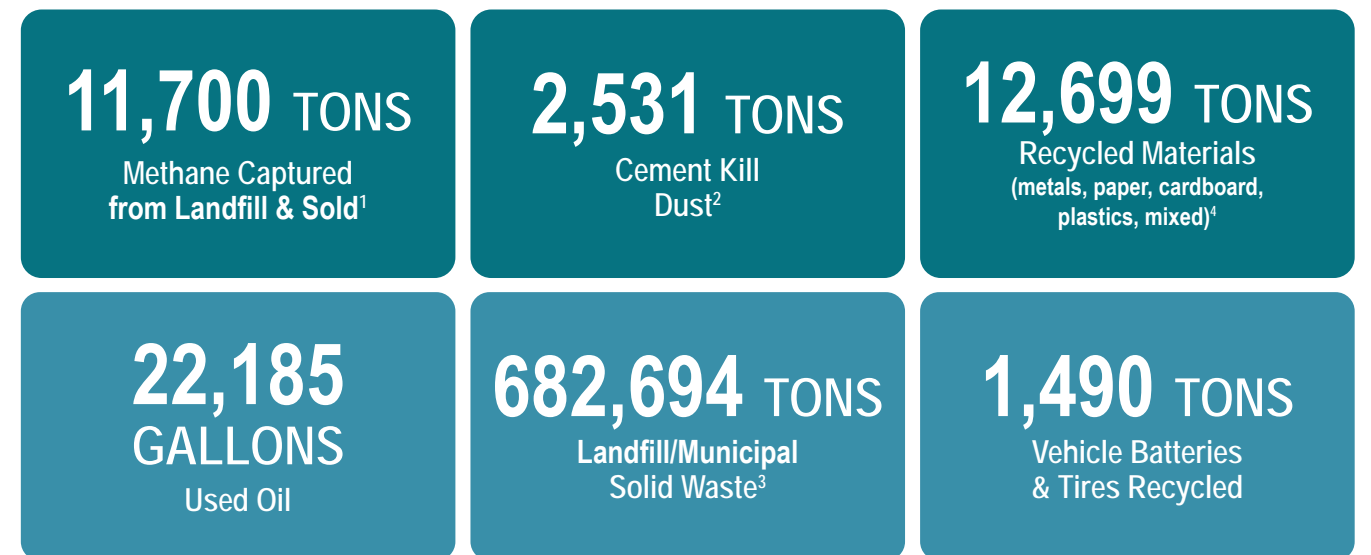 11,700 TONS
Methane Captured
from Landfill & Sold¹
2,531 TONS
Cement Kill
Dust²
12,699 TONS
Recycled Materials
(metals, paper, cardboard,
plastics, mixed)⁴
22,185
GALLONS
Used Oil
682,694 TONS
Landfill/Municipal
Solid Waste³
1,490 TONS
Vehicle Batteries
& Tires Recycled